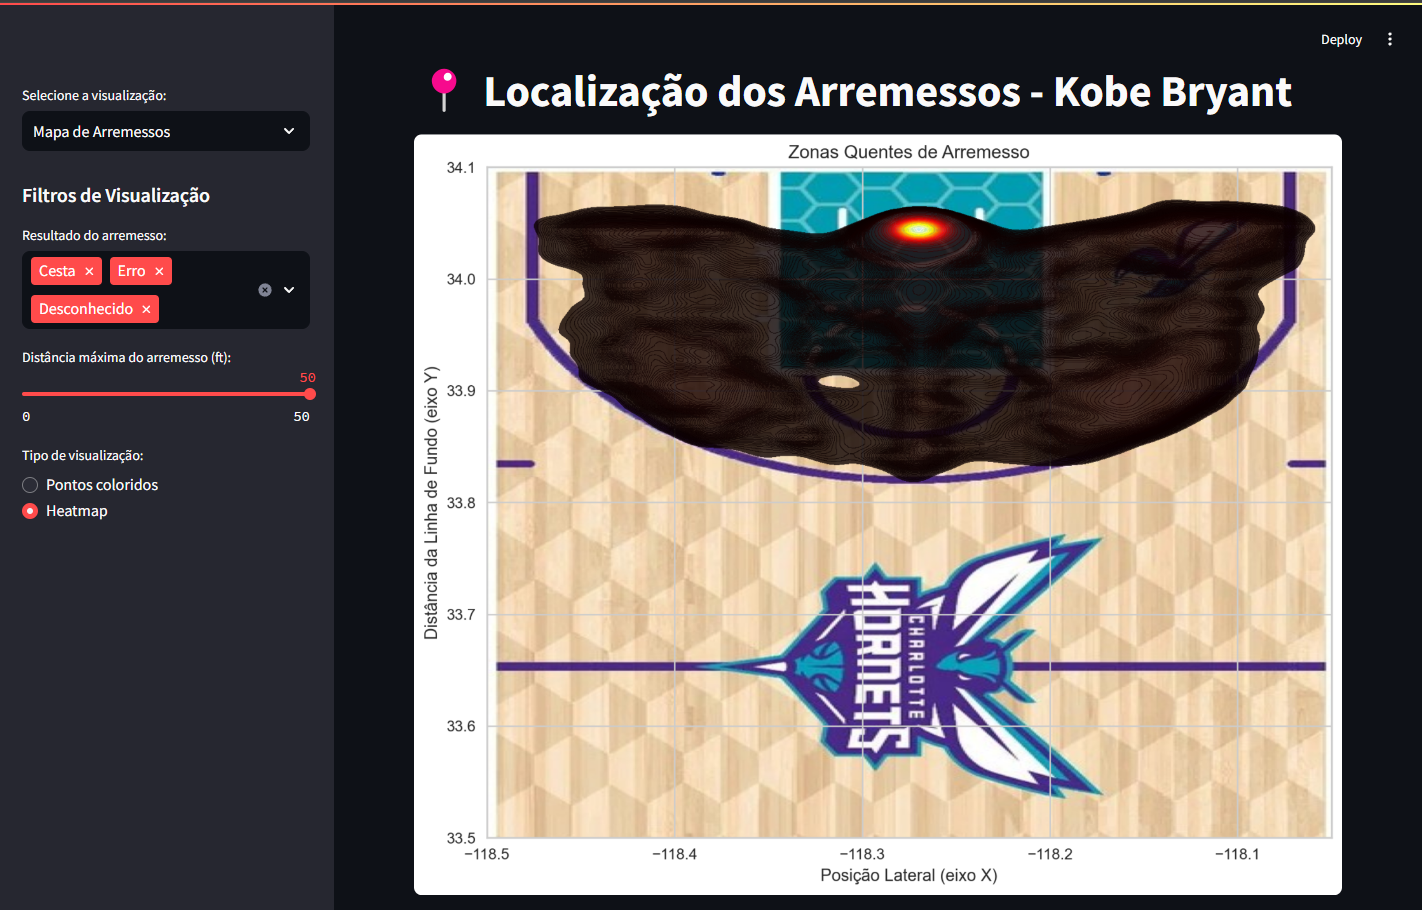 Deploy
Selecione a visualização:
Mapa de Arremessos
Filtros de Visualização
Resultado do arremesso:
Cesta ×
Erro ×
Desconhecido ×
Distância máxima do arremesso (ft):
50
0
50
Tipo de visualização:
Pontos coloridos
Heatmap
Localização dos Arremessos - Kobe Bryant
Zonas Quentes de Arremesso
34.1
34.0
33.9
33.8
33.7
33.6
33.5
Distância da Linha de Fundo (eixo Y)
CHARLOTTE
HORNETS
−118.5
−118.4
−118.3
−118.2
−118.1
Posição Lateral (eixo X)